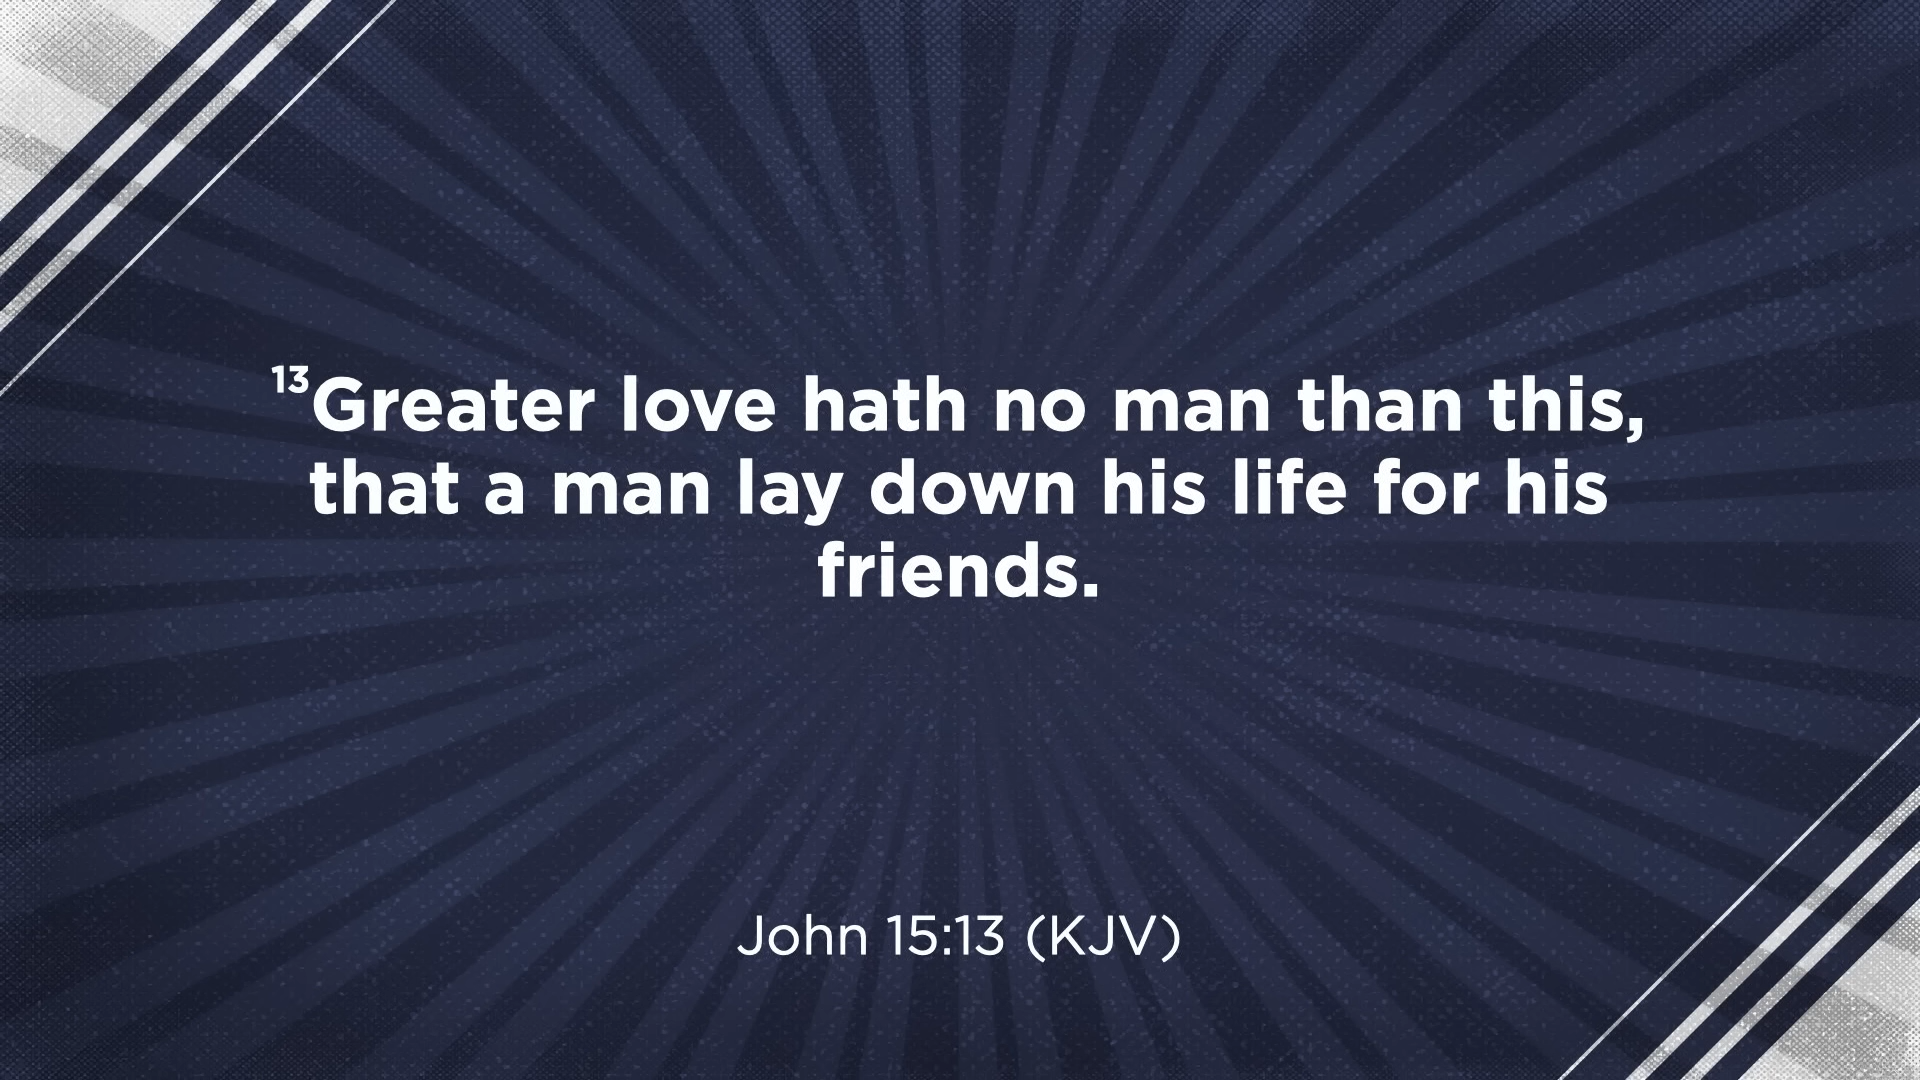 ¹³Greater love hath no man than this,
that a man lay down his life for his
friends.
John 15:13 (KJV)